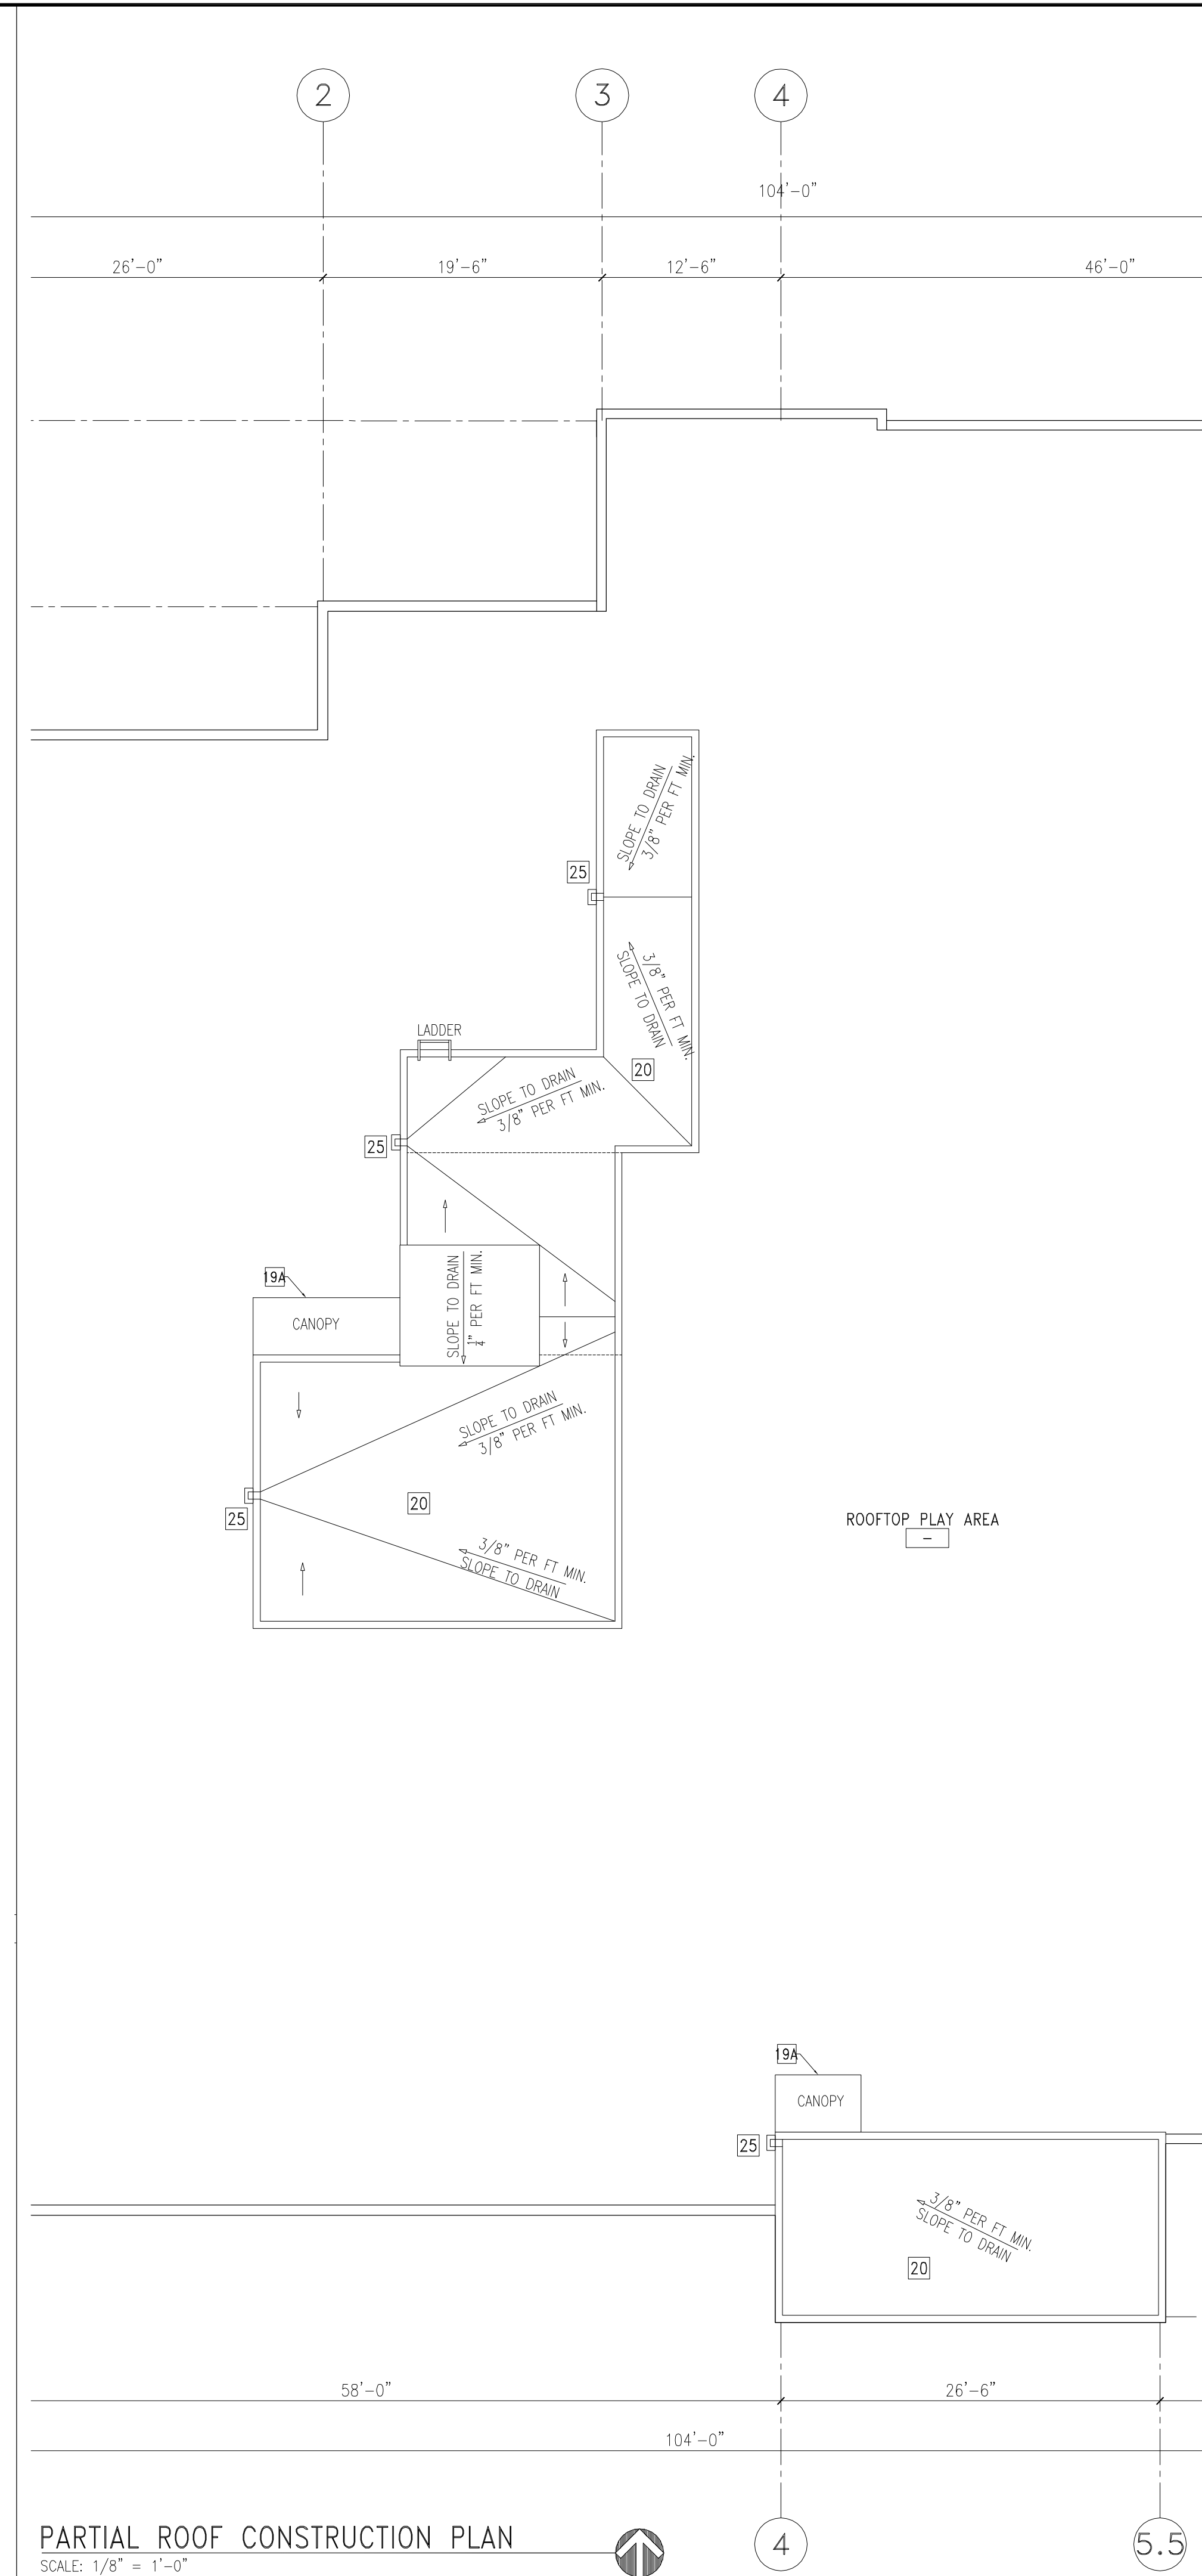 2
3
4
104'-0"
26'-0"
19'-6"
12'-6"
46'-0"
SLOPE TO DRAIN
3/8" PER FT MIN.
25
3/8" PER FT MIN.
SLOPE TO DRAIN
LADDER
20
SLOPE TO DRAIN
3/8" PER FT MIN.
25
SLOPE TO DRAIN
1/4" PER FT MIN.
19A
CANOPY
SLOPE TO DRAIN
3/8" PER FT MIN.
20
25
ROOFTOP PLAY AREA
-
3/8" PER FT MIN.
SLOPE TO DRAIN
19A
CANOPY
25
3/8" PER FT MIN.
SLOPE TO DRAIN
20
58'-0"
26'-6"
104'-0"
PARTIAL ROOF CONSTRUCTION PLAN
SCALE: 1/8" = 1'-0"
4
5.5